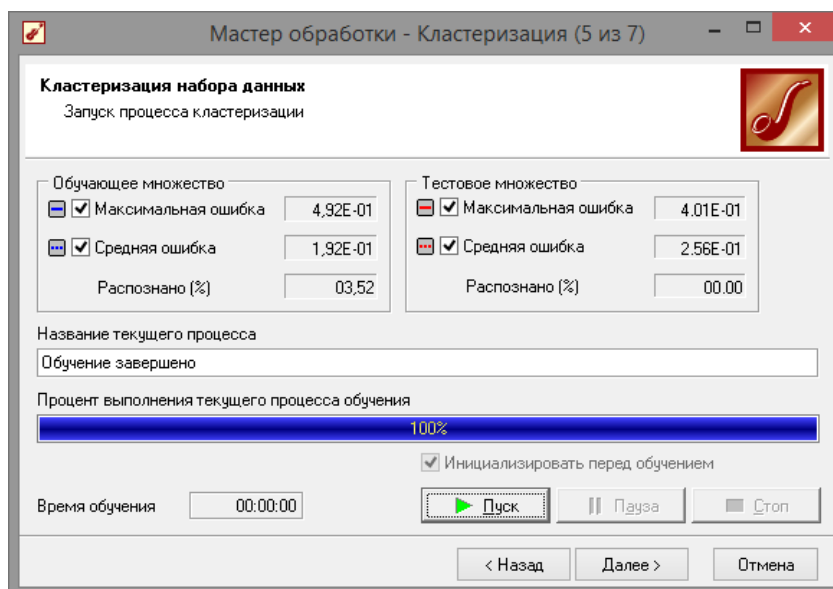 Мастер обработки - Кластеризация (5 из 7)
Кластеризация набора данных
Запуск процесса кластеризации
Обучающее множество
Максимальная ошибка 4,92E-01
Средняя ошибка 1,92E-01
Распознано (%) 03,52
Тестовое множество
Максимальная ошибка 4.01E-01
Средняя ошибка 2.56E-01
Распознано (%) 00.00
Название текущего процесса
Обучение завершено
Процент выполнения текущего процесса обучения
100%
Инициализировать перед обучением
Время обучения 00:00:00 Пуск Пауза Стоп
< Назад Далее > Отмена